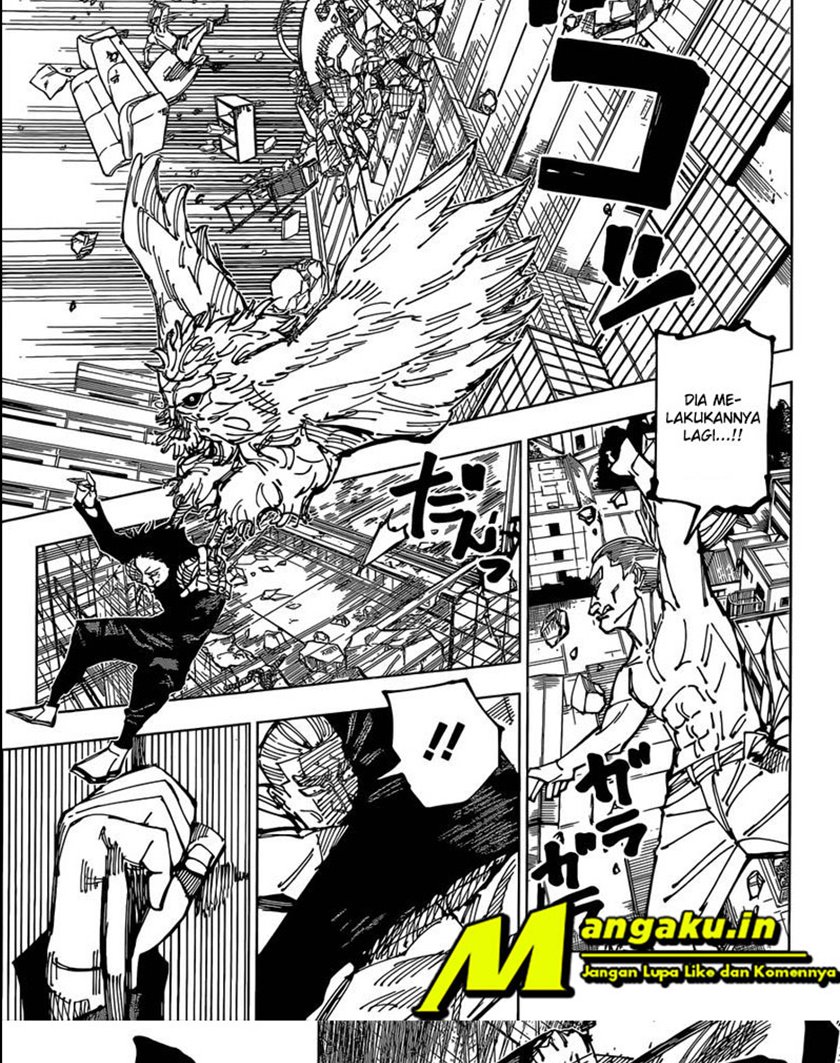 コッ
DIA ME-
LAKUKANNYA
LAGI...!!
だんっ
!!
ガラ
ガラ
Mangaku.in
Jangan Lupa Like dan Komennya